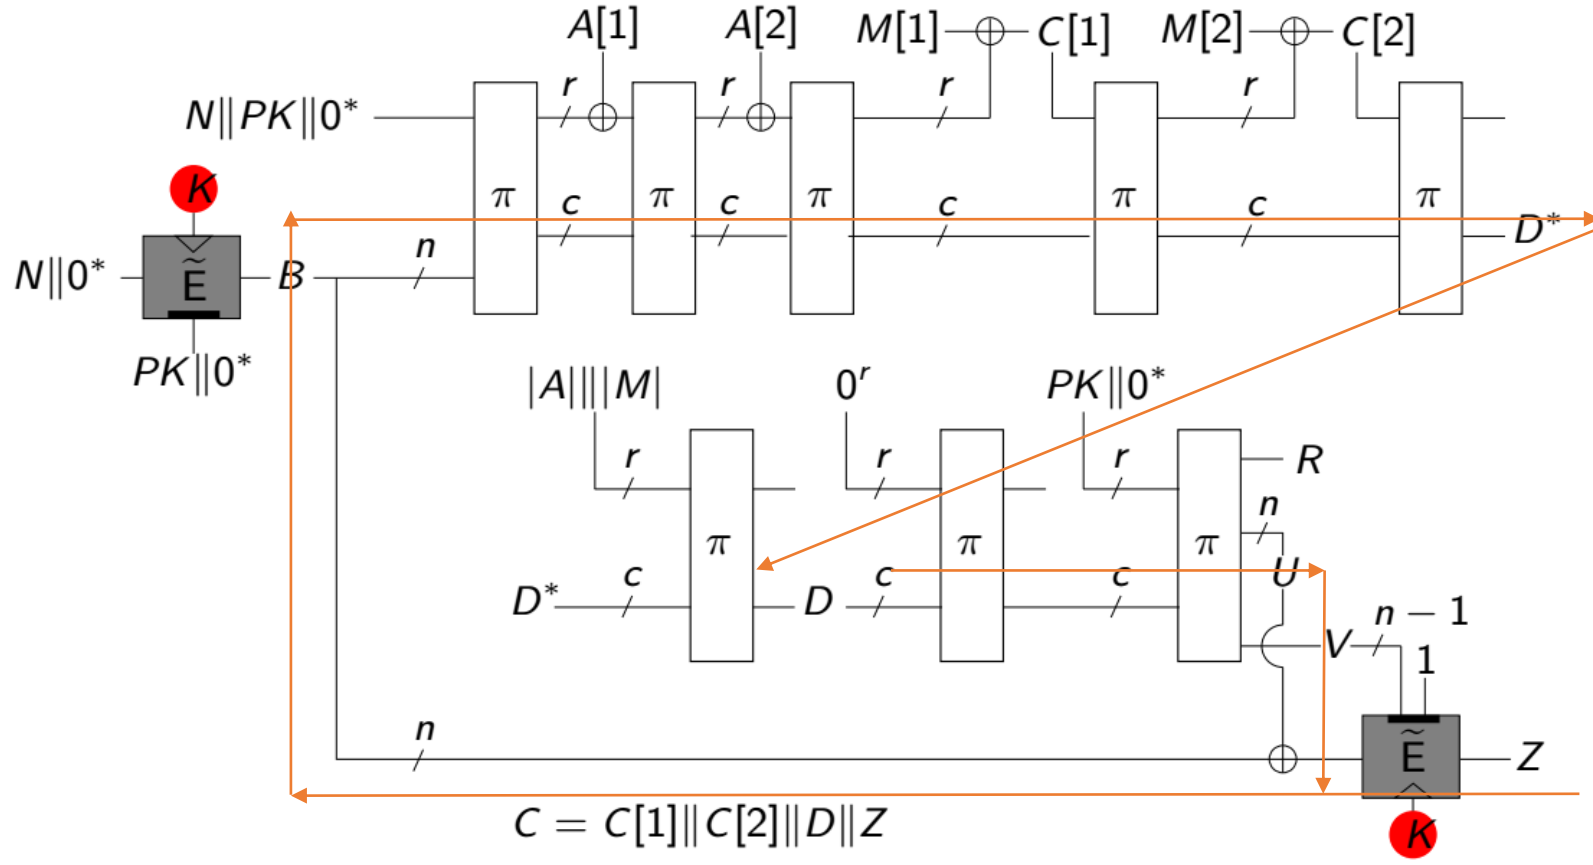 A[1] A[2] M[1] C[1] M[2] C[2]
r r r r
N∥PK∥0*
K π π π π π
c c c c D*
N∥0* Ẽ B n
PK∥0*
|A|∥|M| 0^r PK∥0*
r r r R
n
π π π
D* c D c c U
V n − 1
1
n Ẽ Z
C = C[1]∥C[2]∥D∥Z K